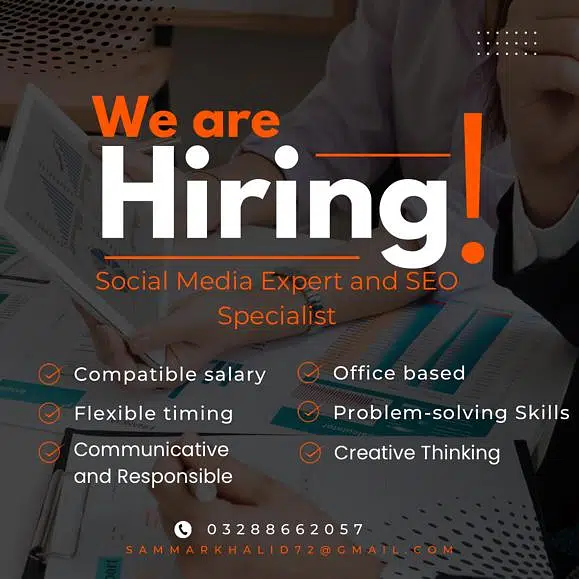 We are
Hiring!
Social Media Expert and SEO
Specialist
Compatible salary
Office based
Flexible timing
Problem-solving Skills
Communicative
and Responsible
Creative Thinking
03288662057
SAMMARKHALID72@GMAIL.COM